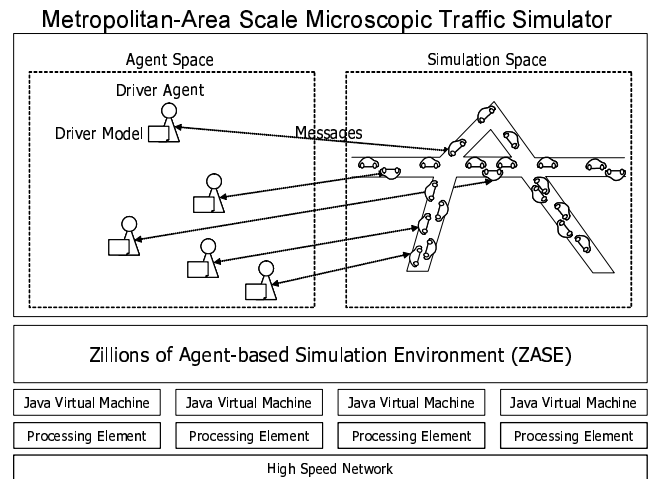 Metropolitan-Area Scale Microscopic Traffic Simulator
Agent Space
Simulation Space
Driver Agent
Driver Model
Messages
Zillions of Agent-based Simulation Environment (ZASE)
Java Virtual Machine
Java Virtual Machine
Java Virtual Machine
Java Virtual Machine
Processing Element
Processing Element
Processing Element
Processing Element
High Speed Network